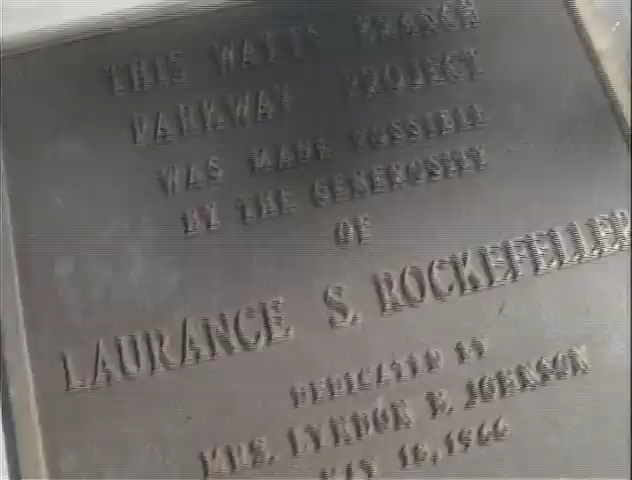 THIS WATTS BRANCH
PARKWAY PROJECT
WAS MADE POSSIBLE
BY THE GENEROSITY
OF
LAURANCE S. ROCKEFELLER
DEDICATED BY
MRS. LYNDON B. JOHNSON
MAY 1966